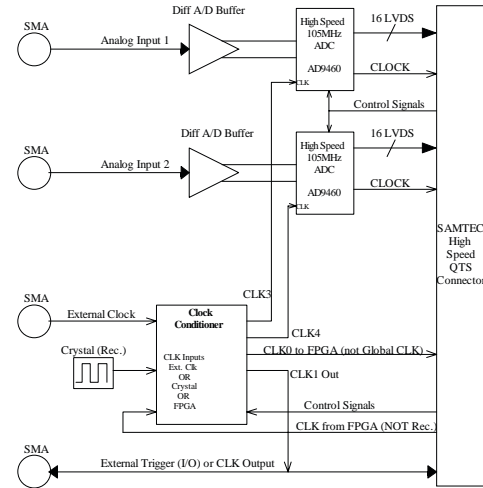 SMA
Analog Input 1
Diff A/D Buffer
High Speed
105MHz
ADC
AD9460
CLK
16 LVDS
CLOCK
Control Signals
SMA
Analog Input 2
Diff A/D Buffer
High Speed
105MHz
ADC
AD9460
CLK
16 LVDS
CLOCK
SAMTEC
High
Speed
QTS
Connector
CLK3
CLK4
SMA
External Clock
Crystal (Rec.)
Clock
Conditioner
CLK Inputs
Ext. Clk
OR
Crystal
OR
FPGA
CLK0 to FPGA (not Global CLK)
CLK1 Out
Control Signals
CLK from FPGA (NOT Rec.)
SMA
External Trigger (I/O) or CLK Output